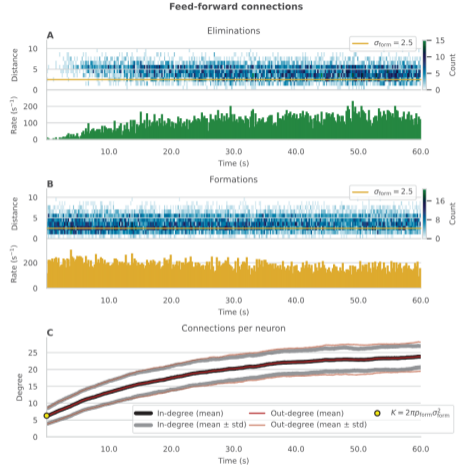 Feed-forward connections
A
Eliminations
σform = 2.5
Distance
10
5
0
15
10
5
0
Count
Rate (s⁻¹)
200
100
0
10.0 20.0 30.0 40.0 50.0 60.0
Time (s)
B
Formations
σform = 2.5
Distance
10
5
0
16
8
0
Count
Rate (s⁻¹)
200
0
10.0 20.0 30.0 40.0 50.0 60.0
Time (s)
C
Connections per neuron
Degree
25
20
15
10
5
0
In-degree (mean) Out-degree (mean) K = 2πpformσ²form
In-degree (mean ± std) Out-degree (mean ± std)
10.0 20.0 30.0 40.0 50.0 60.0
Time (s)